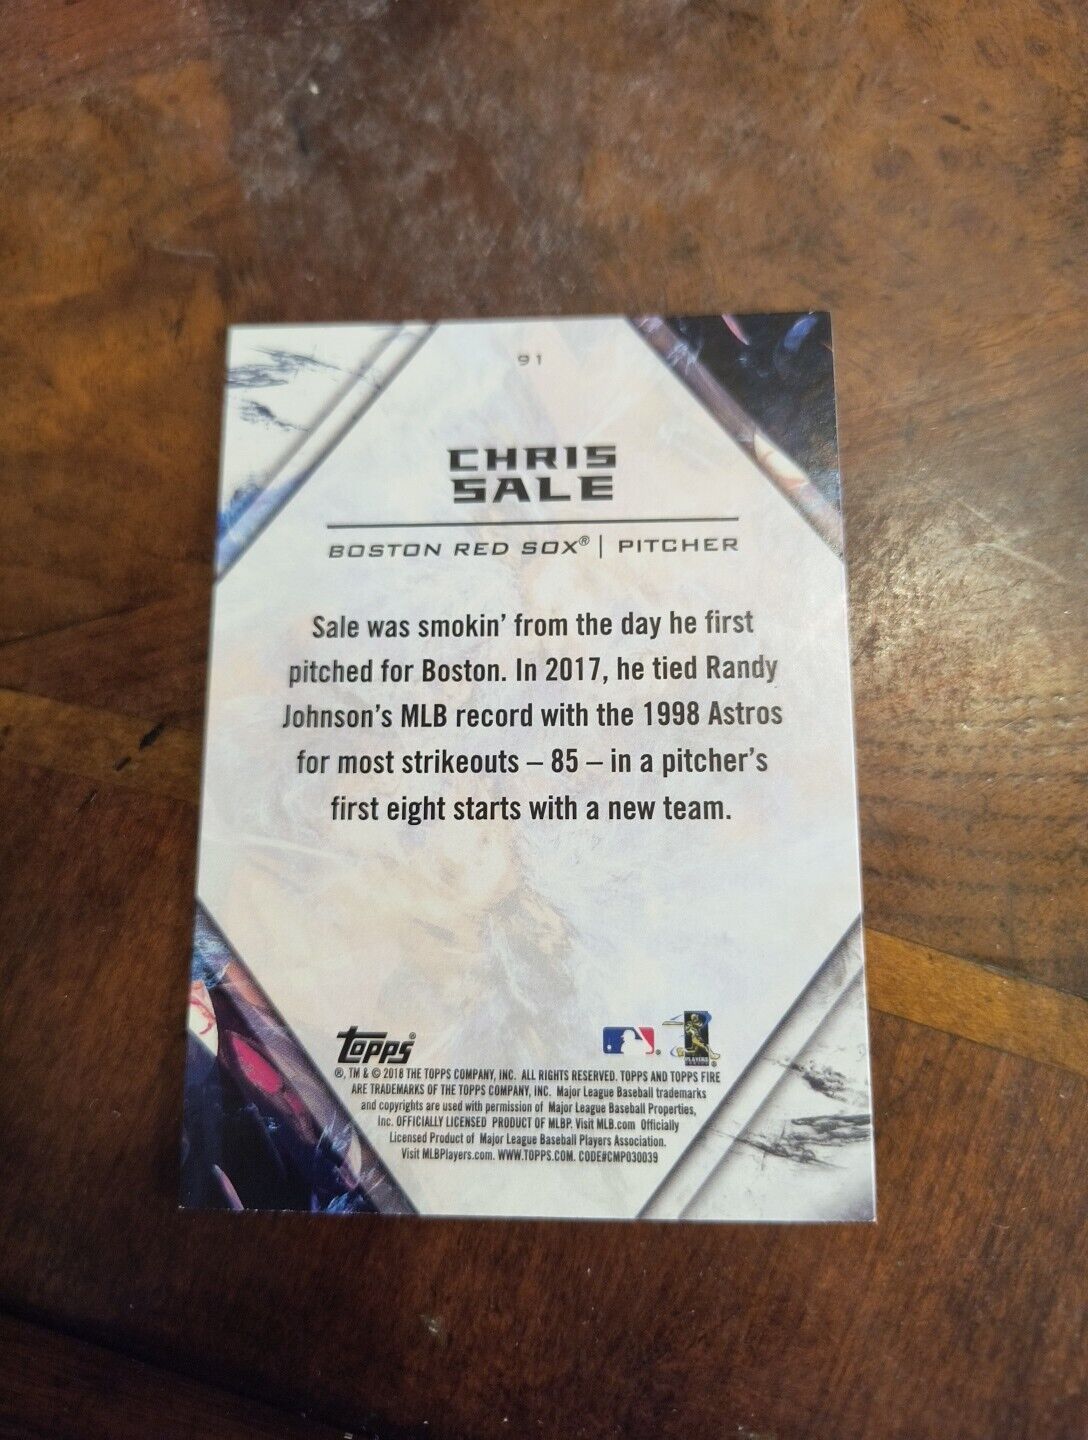 91
CHRIS
SALE
BOSTON RED SOX® | PITCHER
Sale was smokin' from the day he first
pitched for Boston. In 2017, he tied Randy
Johnson's MLB record with the 1998 Astros
for most strikeouts – 85 – in a pitcher's
first eight starts with a new team.
topps®
PLAYERS
®, TM & © 2018 THE TOPPS COMPANY, INC. ALL RIGHTS RESERVED. TOPPS AND TOPPS FIRE
ARE TRADEMARKS OF THE TOPPS COMPANY, INC. Major League Baseball trademarks
and copyrights are used with permission of Major League Baseball Properties,
Inc. OFFICIALLY LICENSED PRODUCT OF MLBP. Visit MLB.com Officially
Licensed Product of Major League Baseball Players Association.
Visit MLBPlayers.com. WWW.TOPPS.COM. CODE#CMP030039